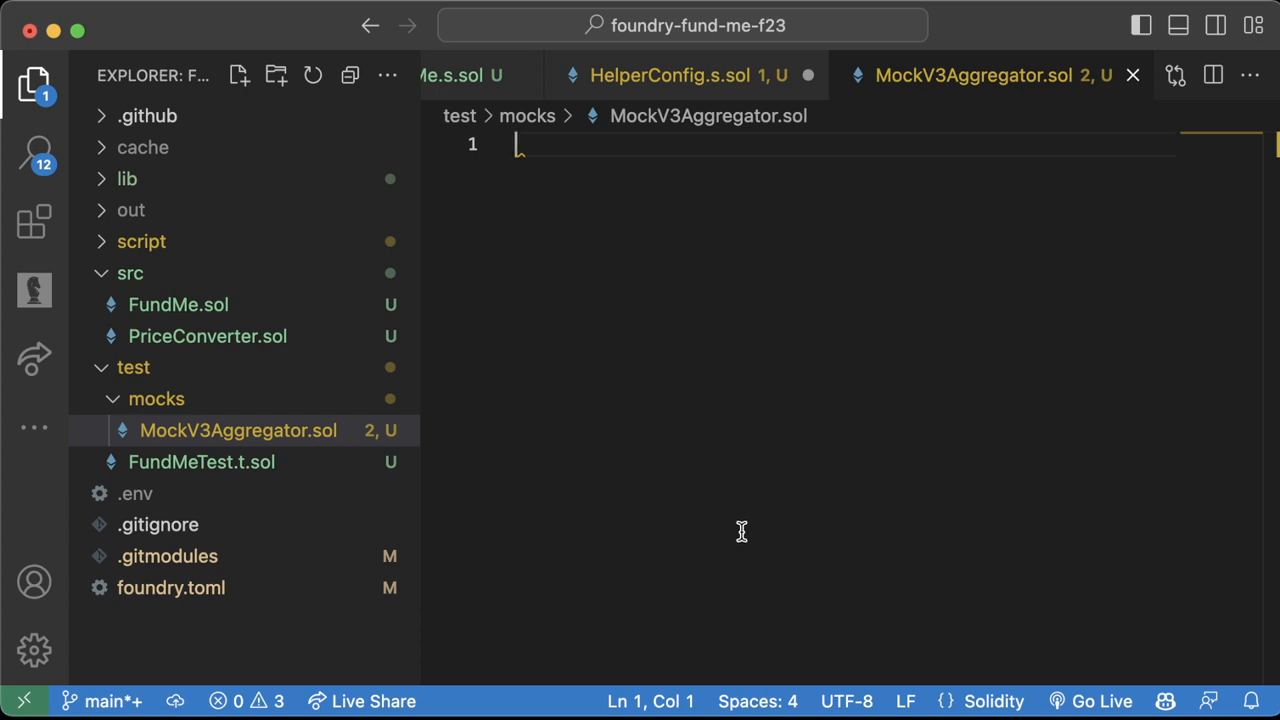 foundry-fund-me-f23
EXPLORER: F...
Me.s.sol U
HelperConfig.s.sol 1, U
MockV3Aggregator.sol 2, U
test > mocks > MockV3Aggregator.sol
1
1
12
.github
cache
lib
out
script
src
FundMe.sol U
PriceConverter.sol U
test
mocks
MockV3Aggregator.sol 2, U
FundMeTest.t.sol U
.env
.gitignore
.gitmodules M
foundry.toml M
main*+ 0 3 Live Share Ln 1, Col 1 Spaces: 4 UTF-8 LF {} Solidity Go Live